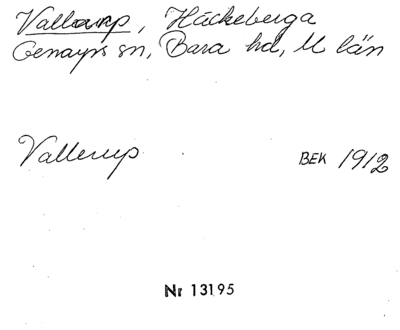 Vallarp, Häckeberga
Genarps sn, Bara hd, M län
Vallerup BEK 1912
Nr 13195